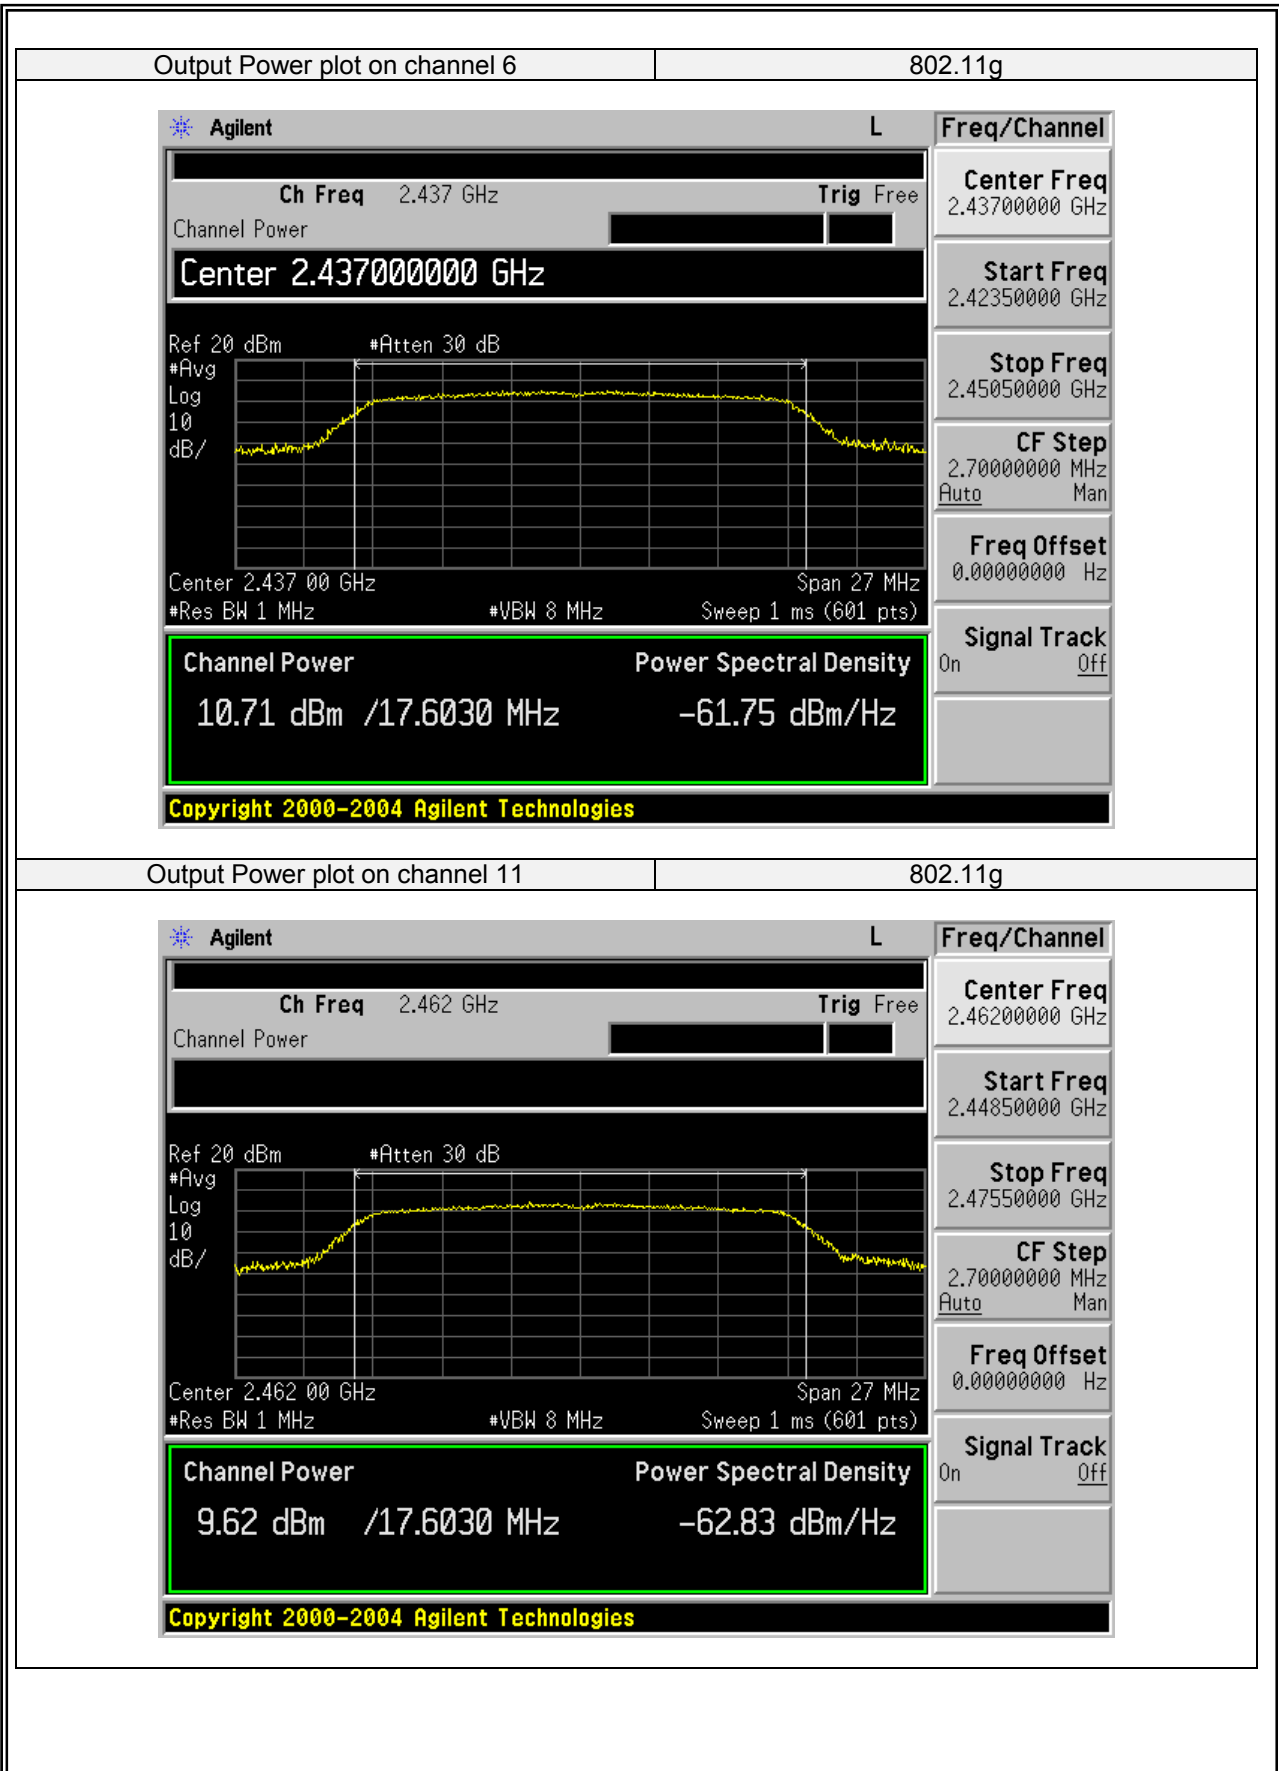 Output Power plot on channel 6 802.11g
Agilent L Freq/Channel
Ch Freq 2.437 GHz Trig Free
Channel Power
Center 2.437000000 GHz
Ref 20 dBm #Atten 30 dB
#Avg
Log
10
dB/
Center 2.437 00 GHz Span 27 MHz
#Res BW 1 MHz #VBW 8 MHz Sweep 1 ms (601 pts)
Channel Power Power Spectral Density
10.71 dBm /17.6030 MHz -61.75 dBm/Hz
Copyright 2000-2004 Agilent Technologies
Center Freq
2.43700000 GHz
Start Freq
2.42350000 GHz
Stop Freq
2.45050000 GHz
CF Step
2.70000000 MHz
Auto Man
Freq Offset
0.00000000 Hz
Signal Track
On Off
Output Power plot on channel 11 802.11g
Agilent L Freq/Channel
Ch Freq 2.462 GHz Trig Free
Channel Power
Ref 20 dBm #Atten 30 dB
#Avg
Log
10
dB/
Center 2.462 00 GHz Span 27 MHz
#Res BW 1 MHz #VBW 8 MHz Sweep 1 ms (601 pts)
Channel Power Power Spectral Density
9.62 dBm /17.6030 MHz -62.83 dBm/Hz
Copyright 2000-2004 Agilent Technologies
Center Freq
2.46200000 GHz
Start Freq
2.44850000 GHz
Stop Freq
2.47550000 GHz
CF Step
2.70000000 MHz
Auto Man
Freq Offset
0.00000000 Hz
Signal Track
On Off